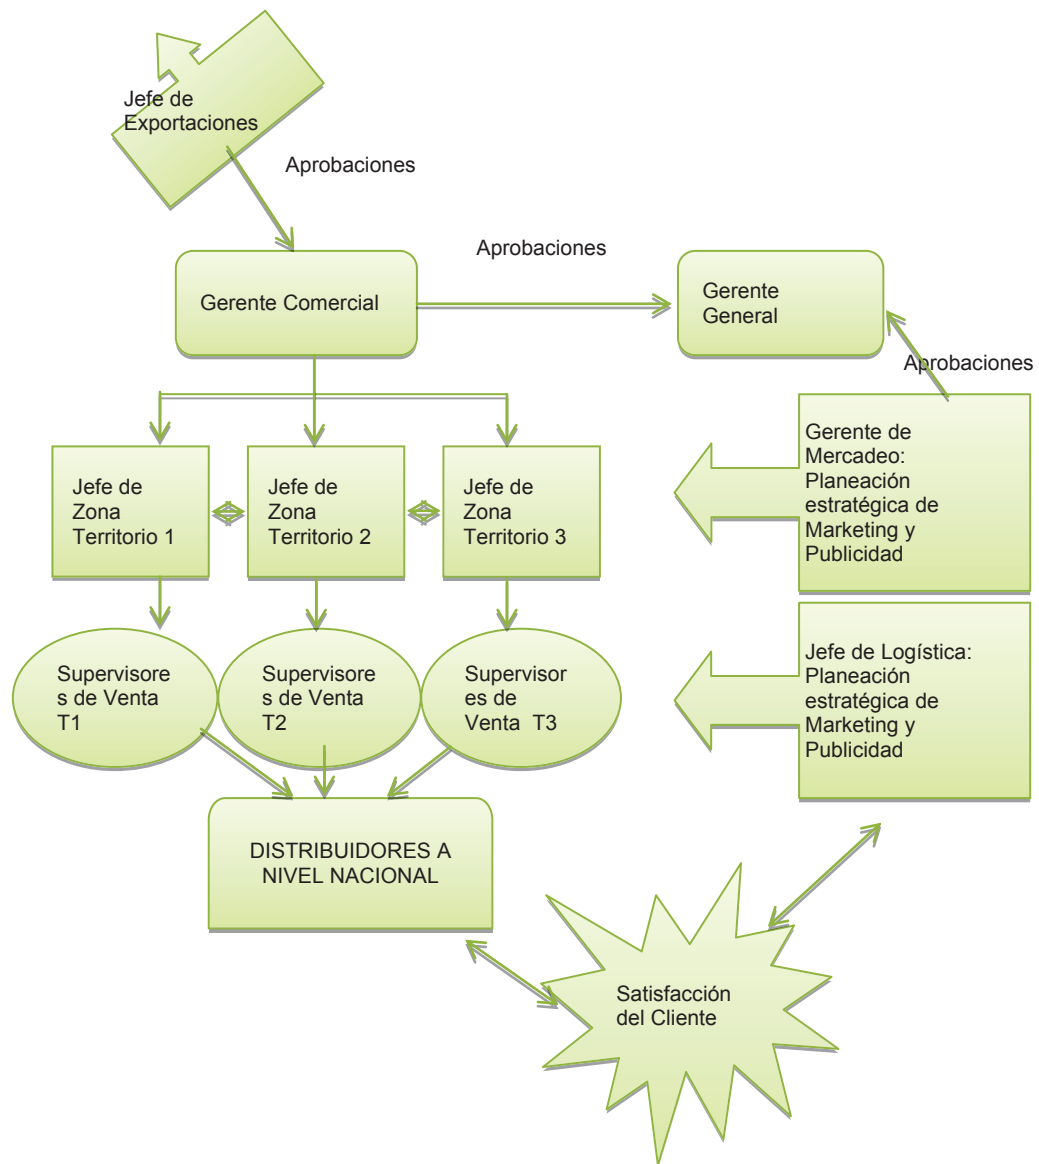 Jefe de
Exportaciones
Aprobaciones
Aprobaciones
Gerente Comercial
Gerente
General
Aprobaciones
Gerente de
Mercadeo:
Planeación
estratégica de
Marketing y
Publicidad
Jefe de
Zona
Territorio 1
Jefe de
Zona
Territorio 2
Jefe de
Zona
Territorio 3
Supervisore
s de Venta
T1
Supervisore
s de Venta
T2
Supervisor
es de
Venta T3
Jefe de Logística:
Planeación
estratégica de
Marketing y
Publicidad
DISTRIBUIDORES A
NIVEL NACIONAL
Satisfacción
del Cliente